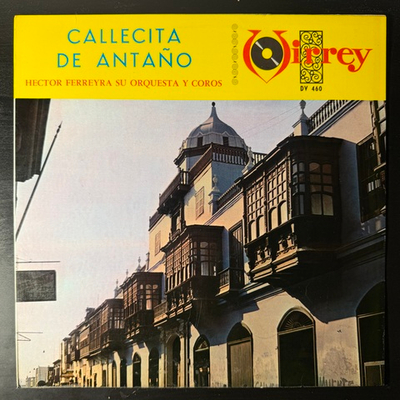 CALLECITA
DE ANTAÑO
HECTOR FERREYRA SU ORQUESTA Y COROS
Virrey
DV 460